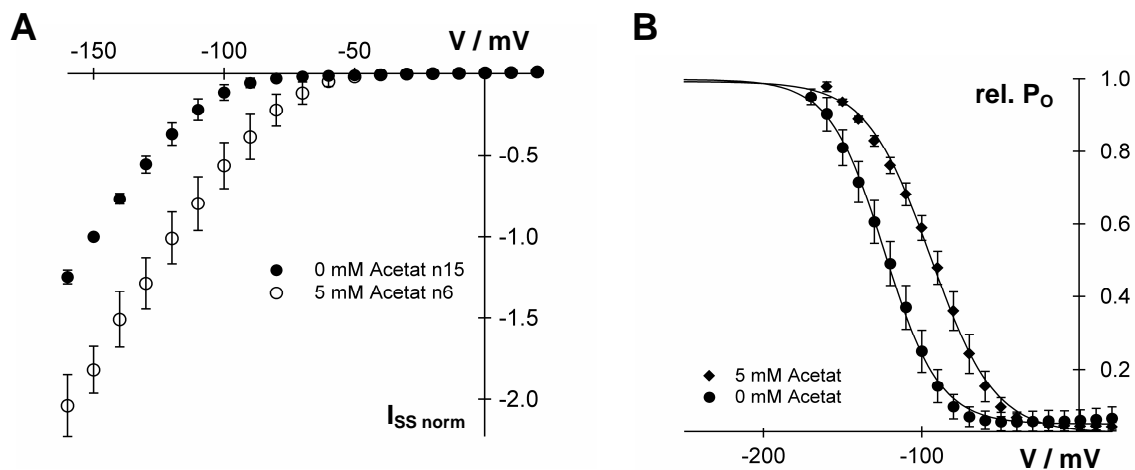 A
V / mV
-150
-100
-50
-0.5
-1.0
-1.5
-2.0
0 mM Acetat n15
5 mM Acetat n6
I_SS norm
B
rel. P_O
1.0
0.8
0.6
0.4
0.2
5 mM Acetat
0 mM Acetat
-200
-100
V / mV